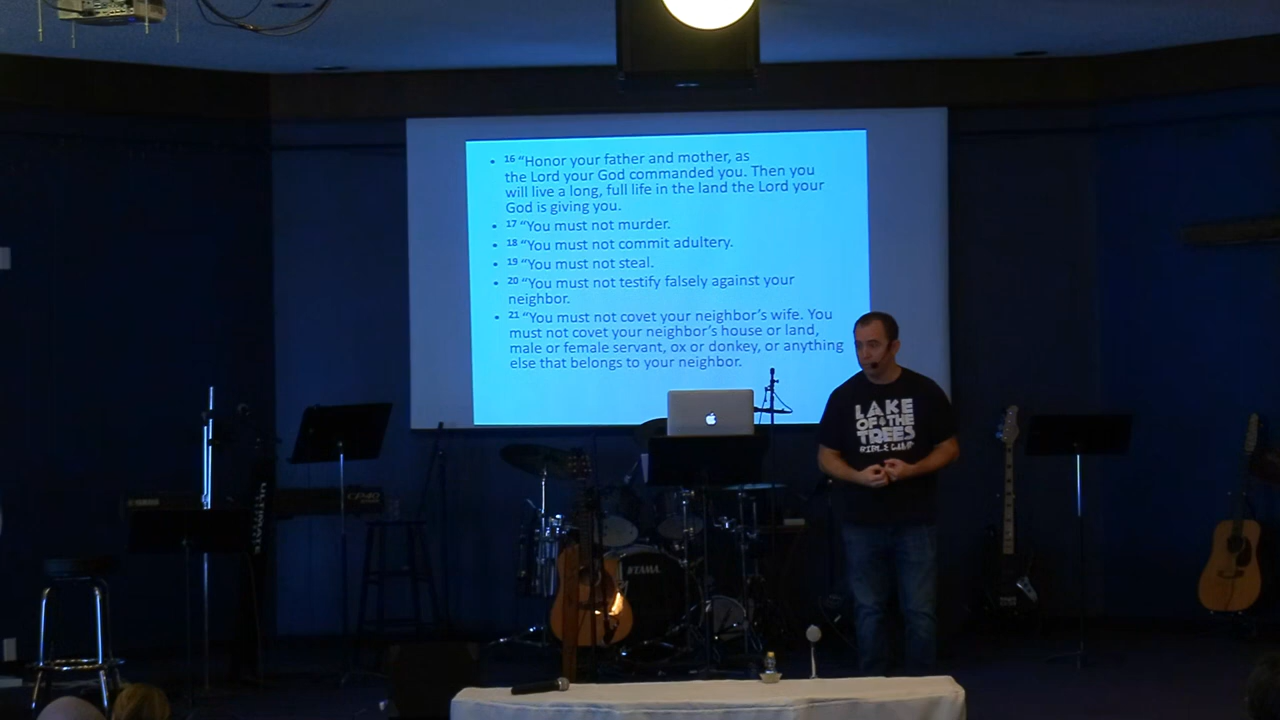 • 16 “Honor your father and mother, as
the Lord your God commanded you. Then you
will live a long, full life in the land the Lord your
God is giving you.
• 17 “You must not murder.
• 18 “You must not commit adultery.
• 19 “You must not steal.
• 20 “You must not testify falsely against your
neighbor.
• 21 “You must not covet your neighbor’s wife. You
must not covet your neighbor’s house or land,
male or female servant, ox or donkey, or anything
else that belongs to your neighbor.
LAKE
OF THE
TREES
BIBLE CAMP
TAMA
YAMAHA